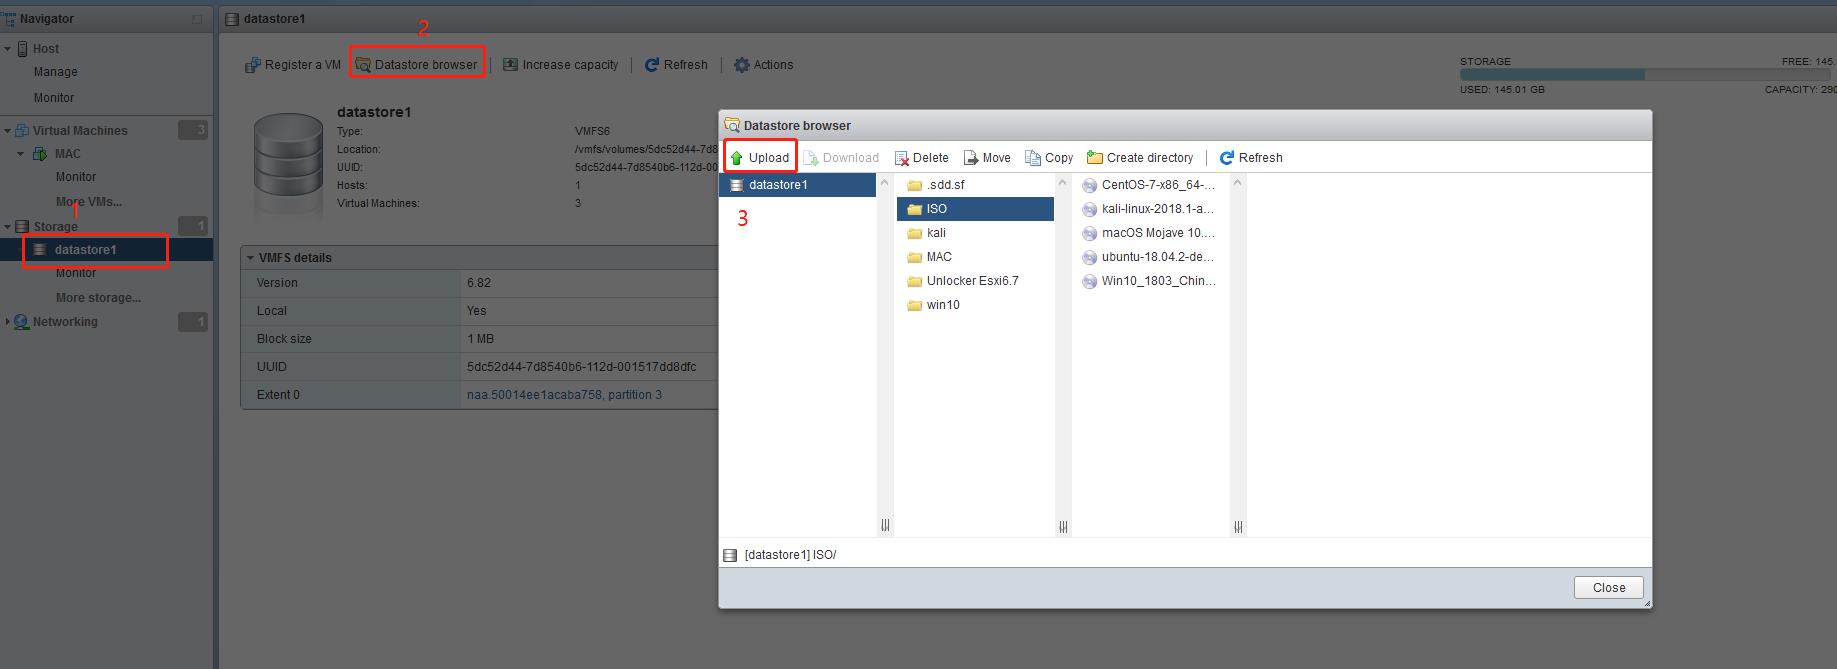 Navigator
Host
Manage
Monitor
Virtual Machines 3
MAC
Monitor
More VMs...
1
Storage 1
datastore1
Monitor
More storage...
Networking 1
datastore1
2
Register a VM Datastore browser Increase capacity Refresh Actions
STORAGE FREE: 145.
USED: 145.01 GB CAPACITY: 290
datastore1
Type: VMFS6
Location: /vmfs/volumes/5dc52d44-7d8
UUID: 5dc52d44-7d8540b6-112d-00
Hosts: 1
Virtual Machines: 3
VMFS details
Version 6.82
Local Yes
Block size 1 MB
UUID 5dc52d44-7d8540b6-112d-001517dd8dfc
Extent 0 naa.50014ee1acaba758, partition 3
Datastore browser
Upload Download Delete Move Copy Create directory Refresh
datastore1
3
.sdd.sf
ISO
kali
MAC
Unlocker Esxi6.7
win10
CentOS-7-x86_64-...
kali-linux-2018.1-a...
macOS Mojave 10....
ubuntu-18.04.2-de...
Win10_1803_Chin...
[datastore1] ISO/
Close